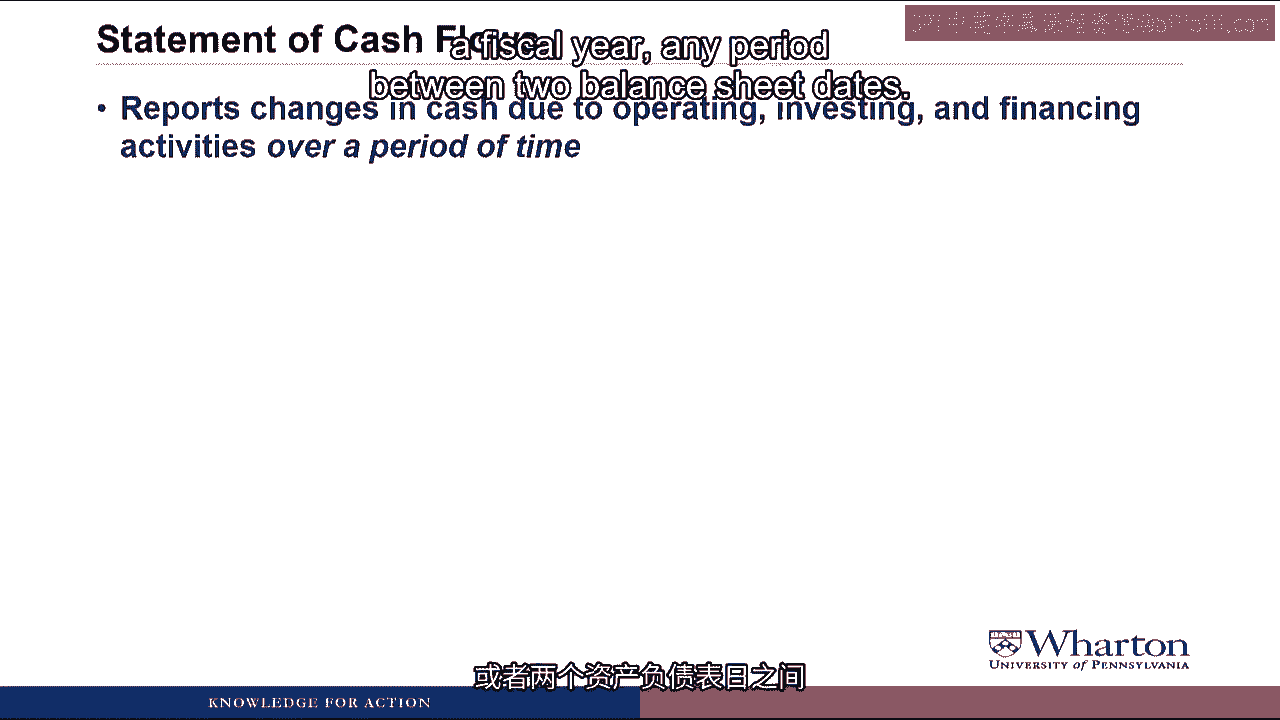 Statement of Cash Flows
a fiscal year, any period
between two balance sheet dates.
• Reports changes in cash due to operating, investing, and financing
activities over a period of time
Wharton
UNIVERSITY of PENNSYLVANIA
或者两个资产负债表日之间
KNOWLEDGE FOR ACTION